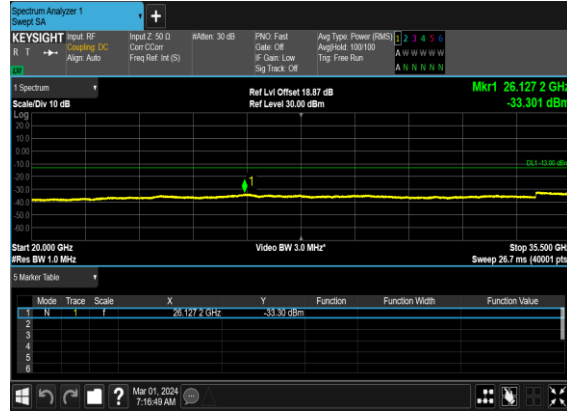 Spectrum Analyzer 1
Swept SA
KEYSIGHT Input: RF Input Z: 50 Ω #Atten: 30 dB PNO: Fast Avg Type: Power (RMS) 1 2 3 4 5 6
R T Coupling: DC Corr CCorr Gate: Off Avg|Hold: 100/100 A W W W W W
Align: Auto Freq Ref: Int (S) IF Gain: Low Trig: Free Run
LW Sig Track: Off A N N N N N
1 Spectrum Ref Lvl Offset 18.87 dB Mkr1 26.127 2 GHz
Scale/Div 10 dB Ref Level 30.00 dBm -33.301 dBm
Log
20.0
10.0
0.00
-10.0
DL1 -13.00 dBm
-20.0
1
-30.0
-40.0
-50.0
-60.0
Start 20.000 GHz Video BW 3.0 MHz* Stop 35.500 GHz
#Res BW 1.0 MHz Sweep 26.7 ms (40001 pts)
5 Marker Table
Mode Trace Scale X Y Function Function Width Function Value
1 N 1 f 26.127 2 GHz -33.30 dBm
2
3
4
5
6
? Mar 01, 2024
7:16:49 AM